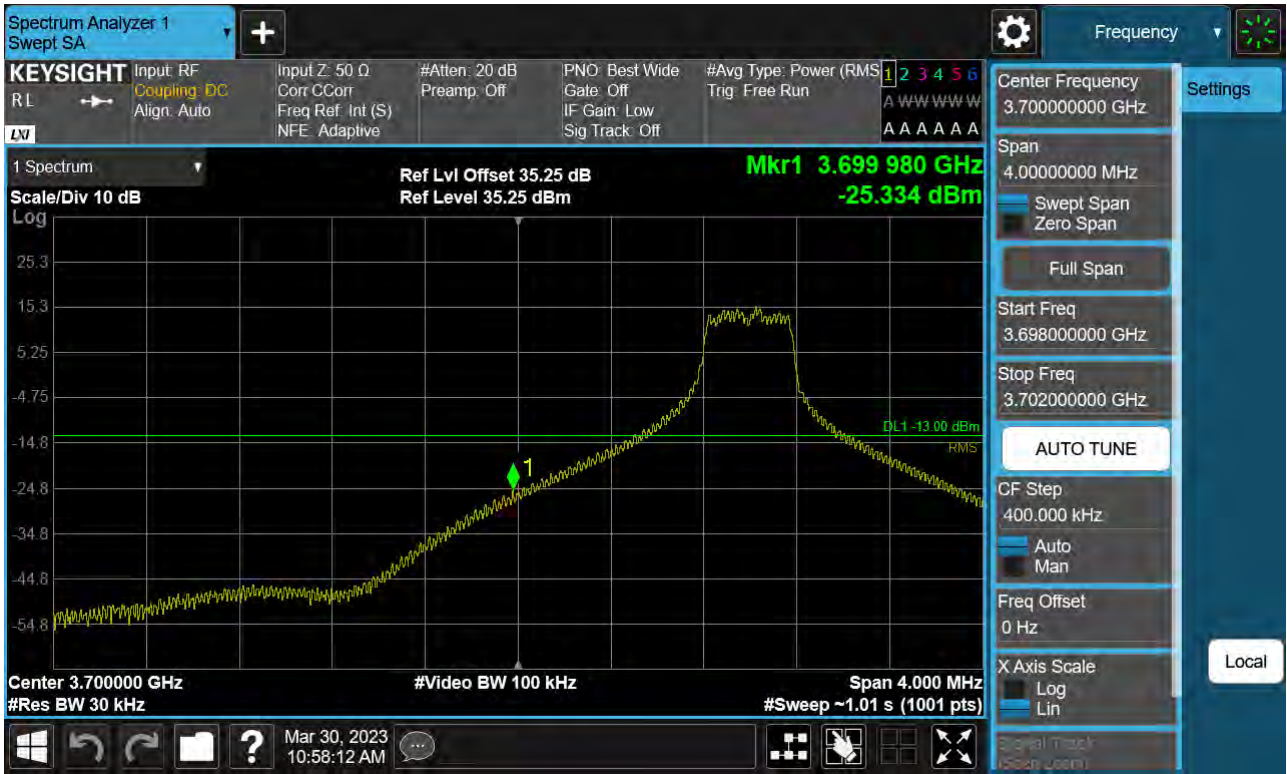 Spectrum Analyzer 1
Swept SA
Frequency
KEYSIGHT
RL
LXI
Input: RF
Coupling: DC
Align: Auto
Input Z: 50 Ω
Corr CCorr
Freq Ref: Int (S)
NFE: Adaptive
#Atten: 20 dB
Preamp: Off
PNO: Best Wide
Gate: Off
IF Gain: Low
Sig Track: Off
#Avg Type: Power (RMS
Trig: Free Run
1 2 3 4 5 6
A W W W W W
A A A A A A
1 Spectrum
Scale/Div 10 dB
Log
Ref Lvl Offset 35.25 dB
Ref Level 35.25 dBm
Mkr1 3.699 980 GHz
-25.334 dBm
25.3
15.3
5.25
-4.75
-14.8
-24.8
-34.8
-44.8
-54.8
1
DL1 -13.00 dBm
RMS
Center 3.700000 GHz
#Res BW 30 kHz
#Video BW 100 kHz
Span 4.000 MHz
#Sweep ~1.01 s (1001 pts)
Center Frequency
3.700000000 GHz
Settings
Span
4.00000000 MHz
Swept Span
Zero Span
Full Span
Start Freq
3.698000000 GHz
Stop Freq
3.702000000 GHz
AUTO TUNE
CF Step
400.000 kHz
Auto
Man
Freq Offset
0 Hz
X Axis Scale
Log
Lin
Local
Signal Track
(Span Zoom)
?
Mar 30, 2023
10:58:12 AM